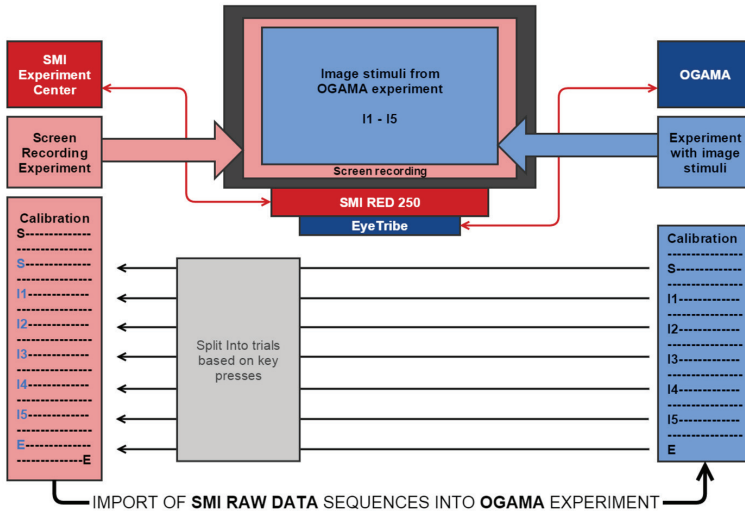 SMI
Experiment
Center
Screen
Recording
Experiment
Image stimuli from
OGAMA experiment
I1 - I5
Screen recording
SMI RED 250
EyeTribe
OGAMA
Experiment
with image
stimuli
Calibration
S---------------
------------------
S---------------
------------------
I1--------------
------------------
I2--------------
------------------
I3--------------
------------------
I4--------------
------------------
I5--------------
------------------
E---------------
---------------E
Split Into trials
based on key
presses
Calibration
------------------
S---------------
------------------
I1--------------
------------------
I2--------------
------------------
I3--------------
------------------
I4--------------
------------------
I5--------------
------------------
E
IMPORT OF SMI RAW DATA SEQUENCES INTO OGAMA EXPERIMENT